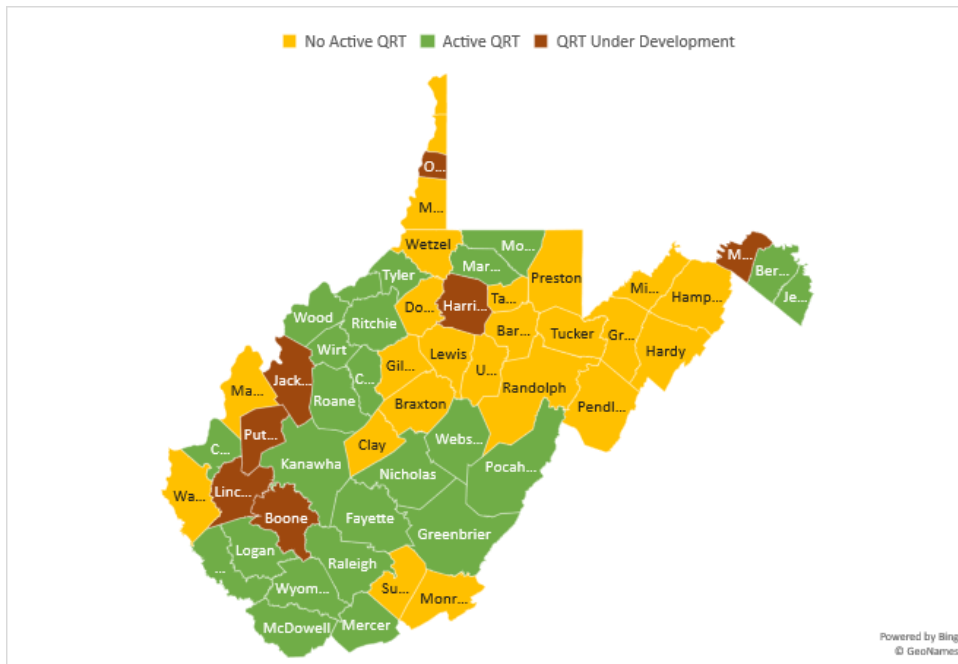 No Active QRT Active QRT QRT Under Development
O...
M...
Wetzel
Mo...
Mar...
M...
Ber...
Je...
Tyler
Preston
Mi...
Hamp...
Do...
Harri...
Ta...
Wood
Ritchie
Bar...
Tucker
Gr...
Hardy
Wirt
Lewis
Gil...
U...
Jack...
C...
Randolph
Ma...
Roane
Braxton
Pendl...
Put...
Clay
Webs...
C...
Kanawha
Nicholas
Pocah...
Wa...
Linc...
Boone
Fayette
Greenbrier
Logan
...
Raleigh
Wyom...
Su...
Monr...
McDowell
Mercer
Powered by Bing
© GeoNames